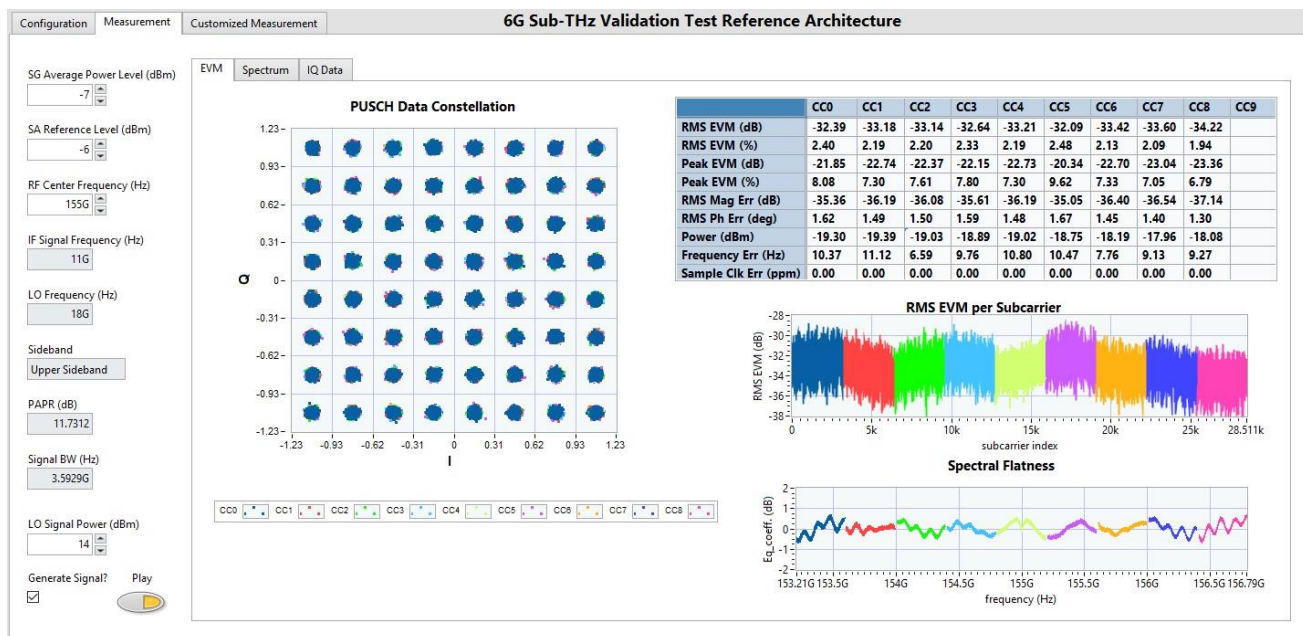 Configuration Measurement Customized Measurement 6G Sub-THz Validation Test Reference Architecture
SG Average Power Level (dBm)
-7
SA Reference Level (dBm)
-6
RF Center Frequency (Hz)
155G
IF Signal Frequency (Hz)
11G
LO Frequency (Hz)
18G
Sideband
Upper Sideband
PAPR (dB)
11.7312
Signal BW (Hz)
3.5929G
LO Signal Power (dBm)
14
Generate Signal? Play
EVM Spectrum IQ Data
PUSCH Data Constellation
1.23
0.93
0.62
0.31
0
-0.31
-0.62
-0.93
-1.23
Q
-1.23 -0.93 -0.62 -0.31 0 0.31 0.62 0.93 1.23
I
CC0 CC1 CC2 CC3 CC4 CC5 CC6 CC7 CC8
CC0 CC1 CC2 CC3 CC4 CC5 CC6 CC7 CC8 CC9
RMS EVM (dB) -32.39 -33.18 -33.14 -32.64 -33.21 -32.09 -33.42 -33.60 -34.22
RMS EVM (%) 2.40 2.19 2.20 2.33 2.19 2.48 2.13 2.09 1.94
Peak EVM (dB) -21.85 -22.74 -22.37 -22.15 -22.73 -20.34 -22.70 -23.04 -23.36
Peak EVM (%) 8.08 7.30 7.61 7.80 7.30 9.62 7.33 7.05 6.79
RMS Mag Err (dB) -35.36 -36.19 -36.08 -35.61 -36.19 -35.05 -36.40 -36.54 -37.14
RMS Ph Err (deg) 1.62 1.49 1.50 1.59 1.48 1.67 1.45 1.40 1.30
Power (dBm) -19.30 -19.39 -19.03 -18.89 -19.02 -18.75 -18.19 -17.96 -18.08
Frequency Err (Hz) 10.37 11.12 6.59 9.76 10.80 10.47 7.76 9.13 9.27
Sample Clk Err (ppm) 0.00 0.00 0.00 0.00 0.00 0.00 0.00 0.00 0.00
RMS EVM per Subcarrier
RMS EVM (dB)
-28
-30
-32
-34
-36
-38
0 5k 10k 15k 20k 25k 28.511k
subcarrier index
Spectral Flatness
Eq_coeff. (dB)
2
1
0
-1
-2
153.21G 153.5G 154G 154.5G 155G 155.5G 156G 156.5G 156.79G
frequency (Hz)